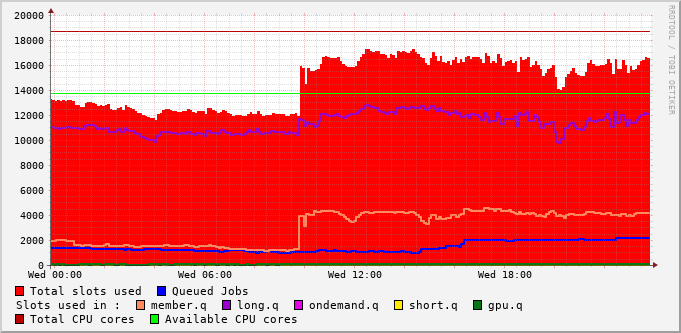 20000
18000
16000
14000
12000
10000
8000
6000
4000
2000
0
Wed 00:00 Wed 06:00 Wed 12:00 Wed 18:00
RRDTOOL / TOBI OETIKER
Total slots used Queued Jobs
Slots used in : member.q long.q ondemand.q short.q gpu.q
Total CPU cores Available CPU cores